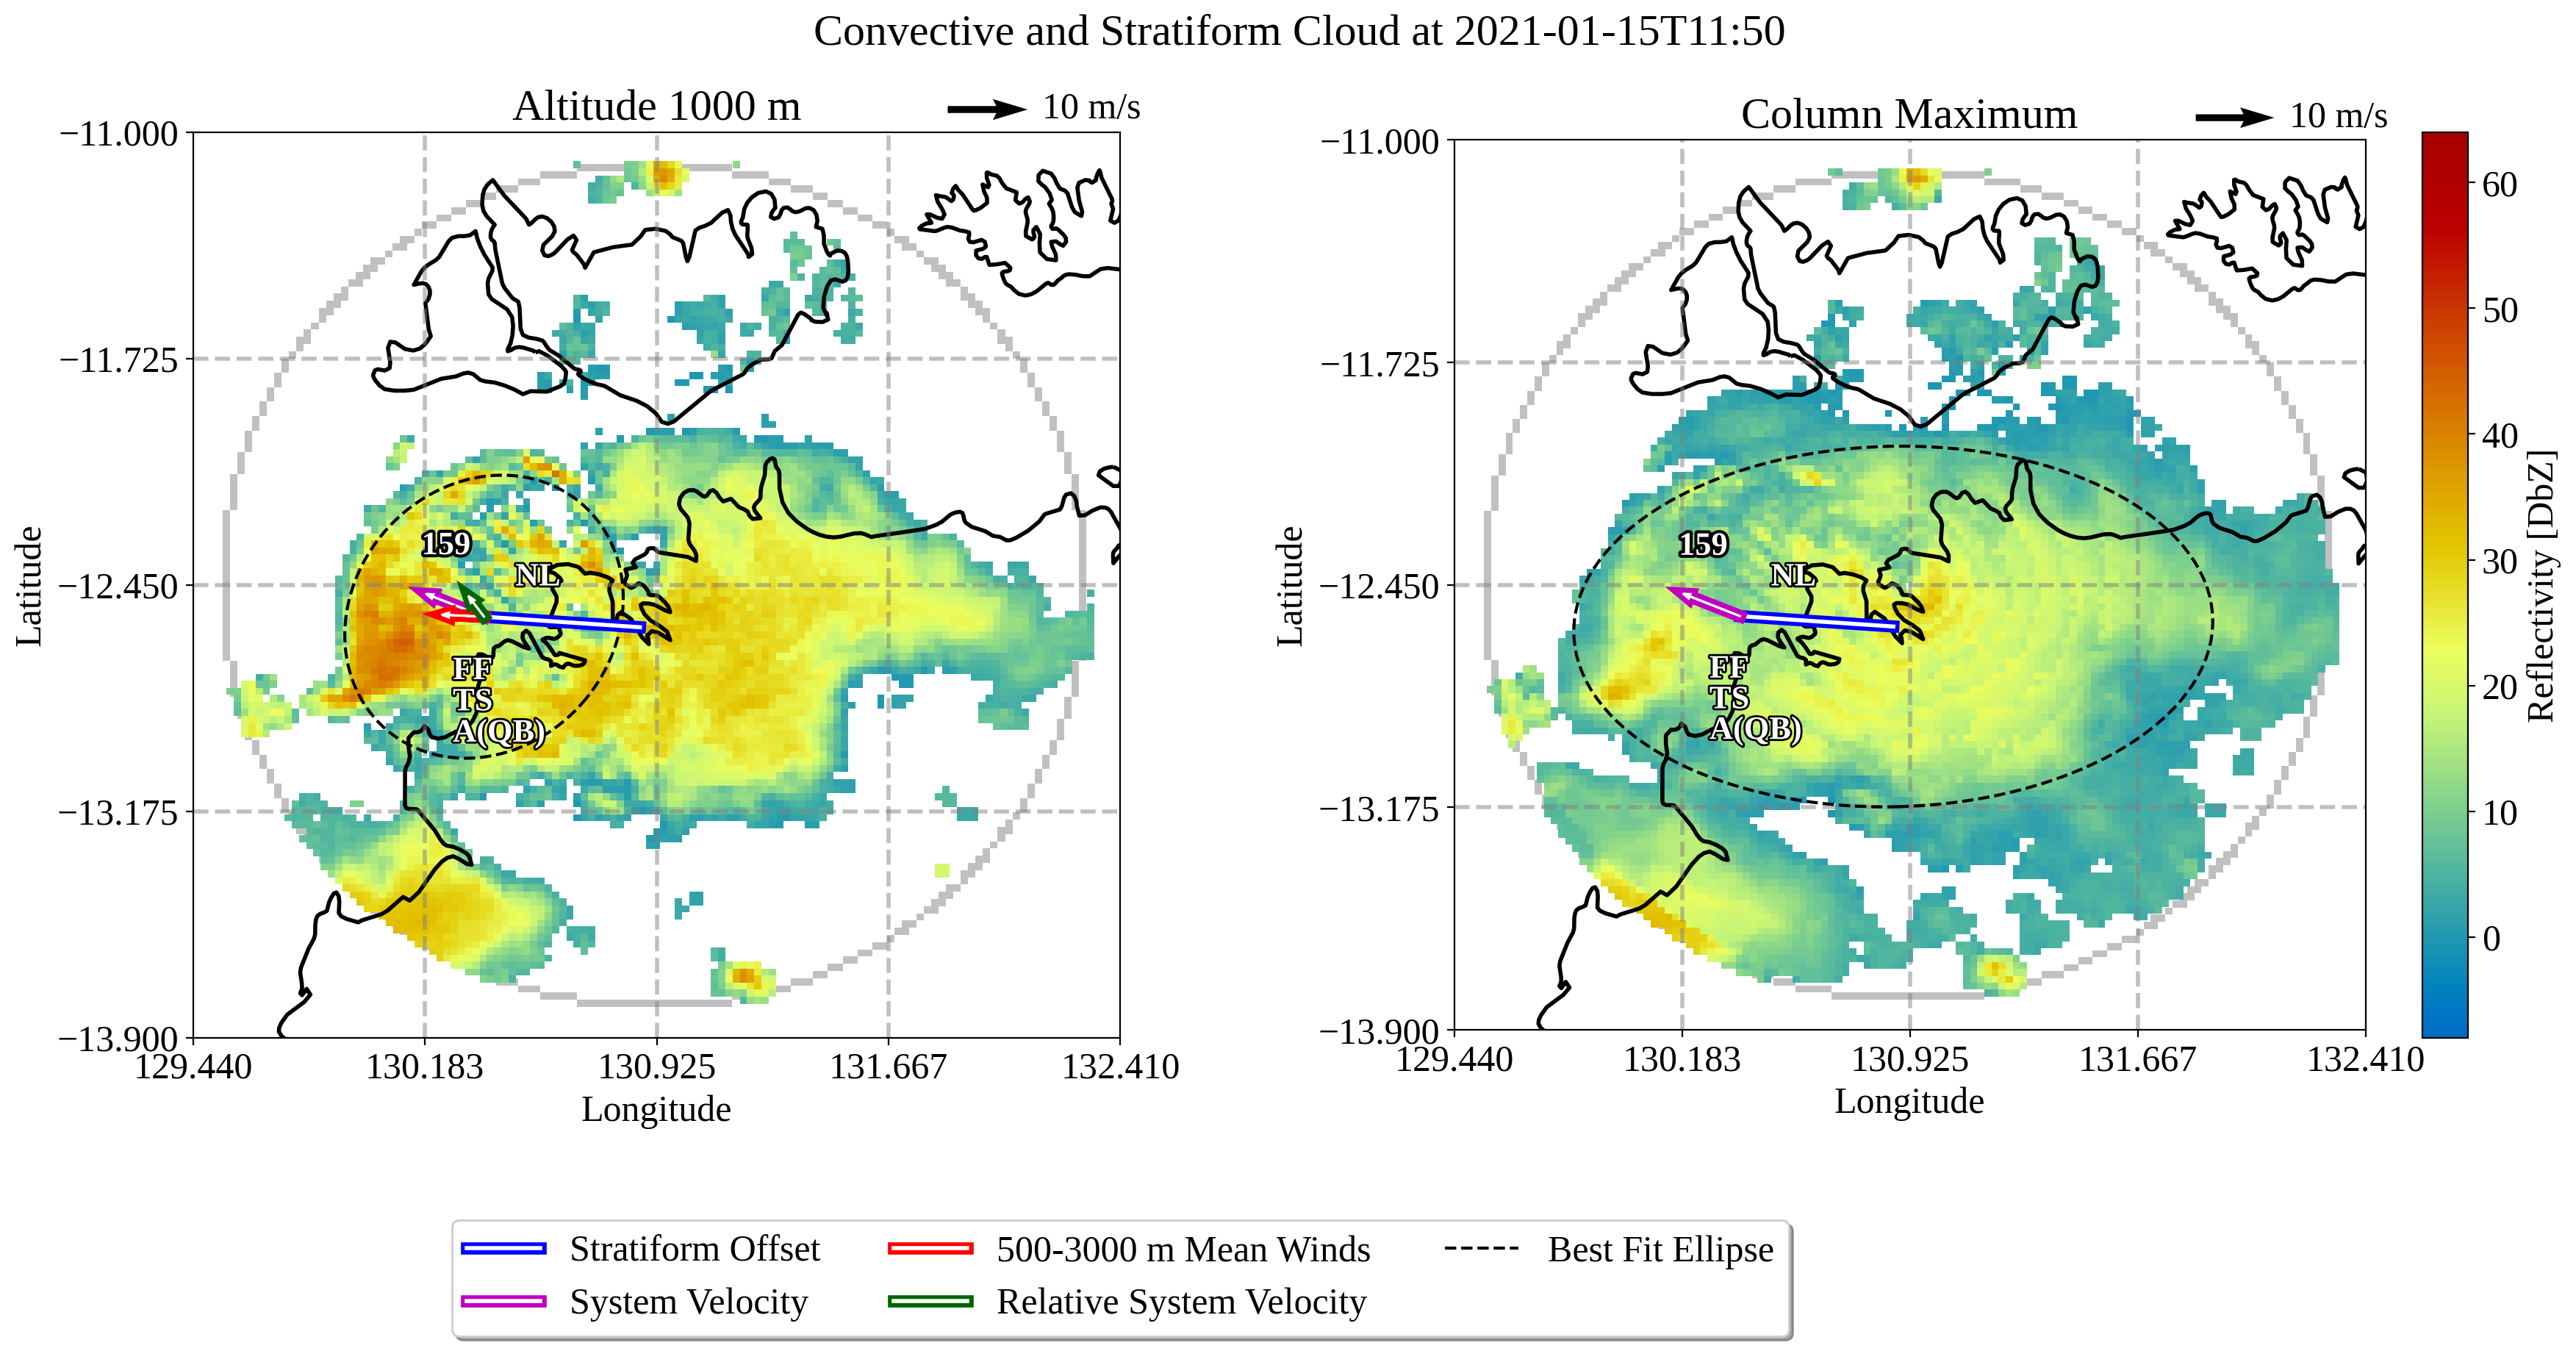 Convective and Stratiform Cloud at 2021-01-15T11:50
Altitude 1000 m
10 m/s
−11.000
−11.725
−12.450
−13.175
−13.900
Latitude
129.440
130.183
130.925
131.667
132.410
Longitude
159
NL
FF
TS
A(QB)
Column Maximum
10 m/s
−11.000
−11.725
−12.450
−13.175
−13.900
Latitude
129.440
130.183
130.925
131.667
132.410
Longitude
159
NL
FF
TS
A(QB)
60
50
40
30
20
10
0
Reflectivity [DbZ]
Stratiform Offset
System Velocity
500-3000 m Mean Winds
Relative System Velocity
Best Fit Ellipse